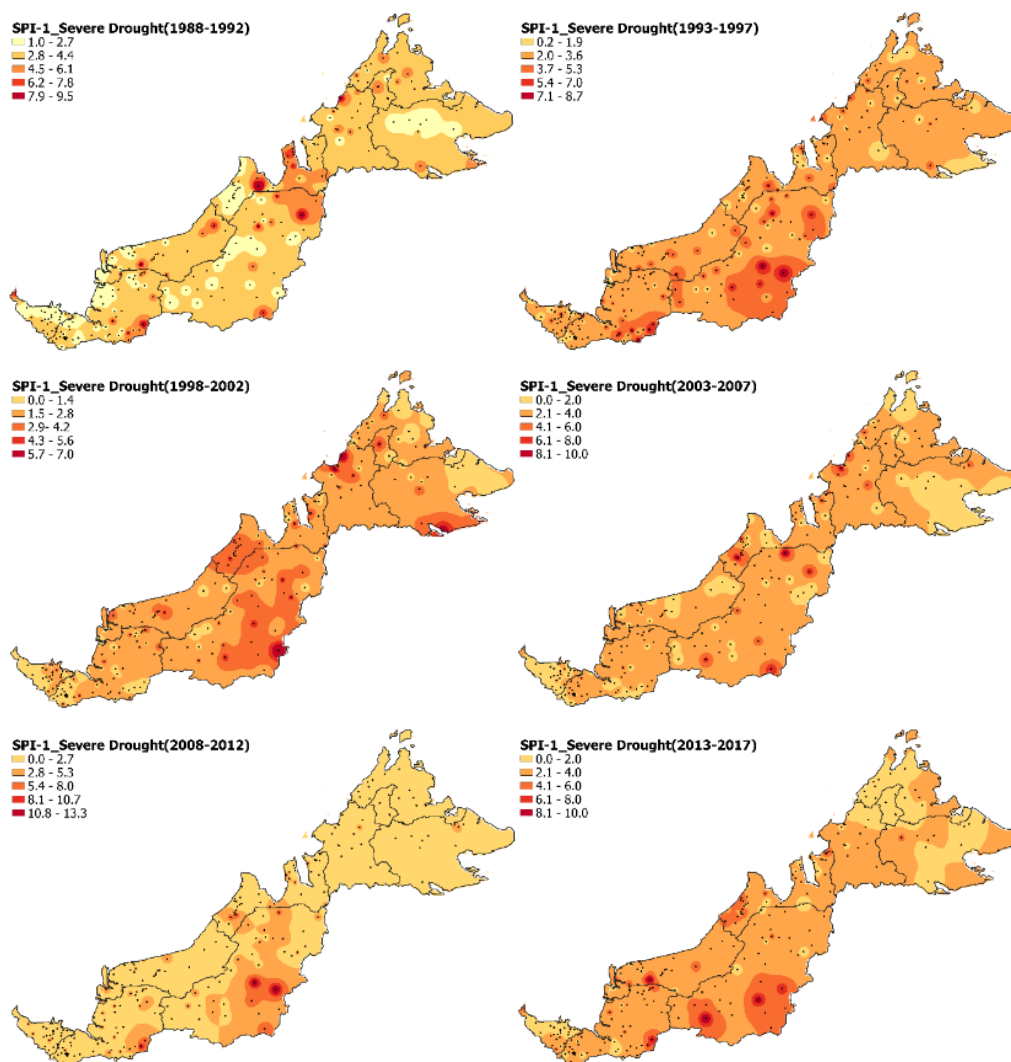 SPI-1_Severe Drought(1988-1992)
1.0 - 2.7
2.8 - 4.4
4.5 - 6.1
6.2 - 7.8
7.9 - 9.5
SPI-1_Severe Drought(1993-1997)
0.2 - 1.9
2.0 - 3.6
3.7 - 5.3
5.4 - 7.0
7.1 - 8.7
SPI-1_Severe Drought(1998-2002)
0.0 - 1.4
1.5 - 2.8
2.9- 4.2
4.3 - 5.6
5.7 - 7.0
SPI-1_Severe Drought(2003-2007)
0.0 - 2.0
2.1 - 4.0
4.1 - 6.0
6.1 - 8.0
8.1 - 10.0
SPI-1_Severe Drought(2008-2012)
0.0 - 2.7
2.8 - 5.3
5.4 - 8.0
8.1 - 10.7
10.8 - 13.3
SPI-1_Severe Drought(2013-2017)
0.0 - 2.0
2.1 - 4.0
4.1 - 6.0
6.1 - 8.0
8.1 - 10.0